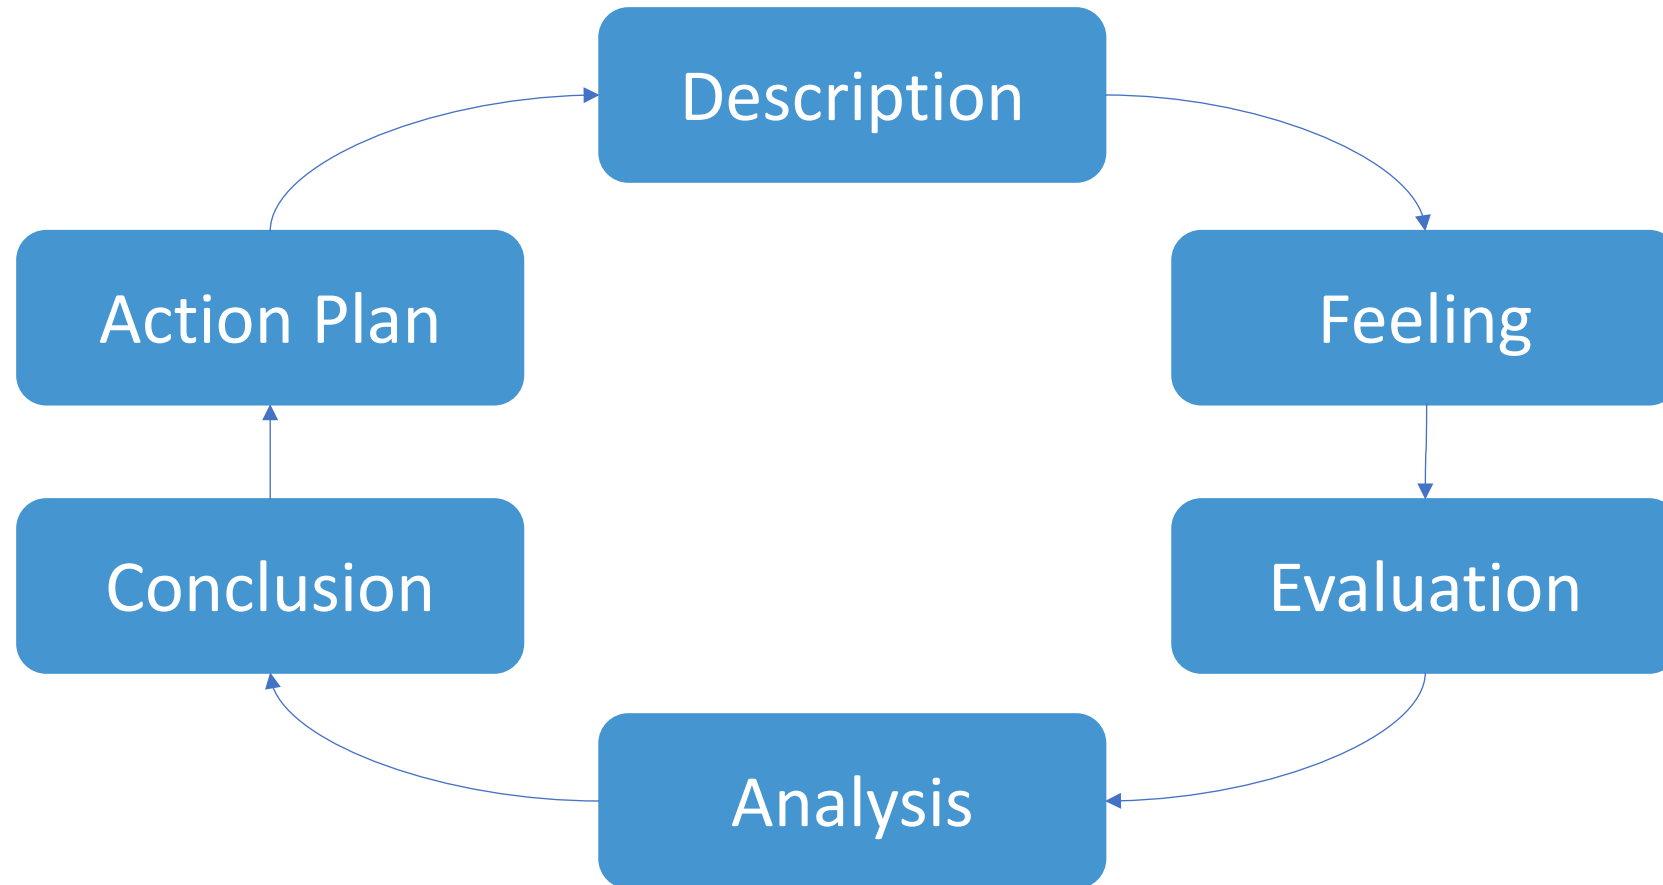 Description
Feeling
Evaluation
Analysis
Conclusion
Action Plan